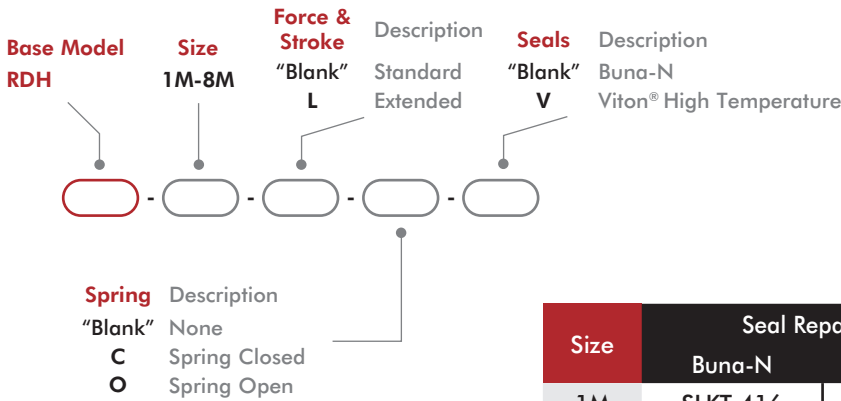 Base Model
RDH
Size
1M-8M
Force &
Stroke Description
“Blank” Standard
L Extended
Seals Description
“Blank” Buna-N
V Viton® High Temperature
- - - -
Spring Description
“Blank” None
C Spring Closed
O Spring Open
Size
Seal Repa
Buna-N